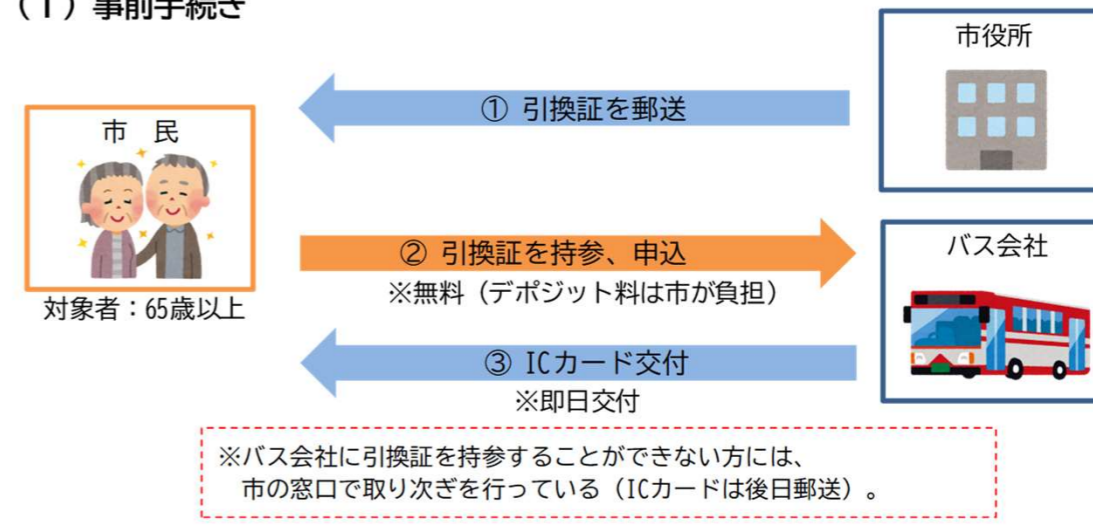 （１）事前手続き
市役所
① 引換証を郵送
市　民
② 引換証を持参、申込
バス会社
※無料（デポジット料は市が負担）
対象者：65歳以上
③ ICカード交付
※即日交付
※バス会社に引換証を持参することができない方には、
市の窓口で取り次ぎを行っている（ICカードは後日郵送）。